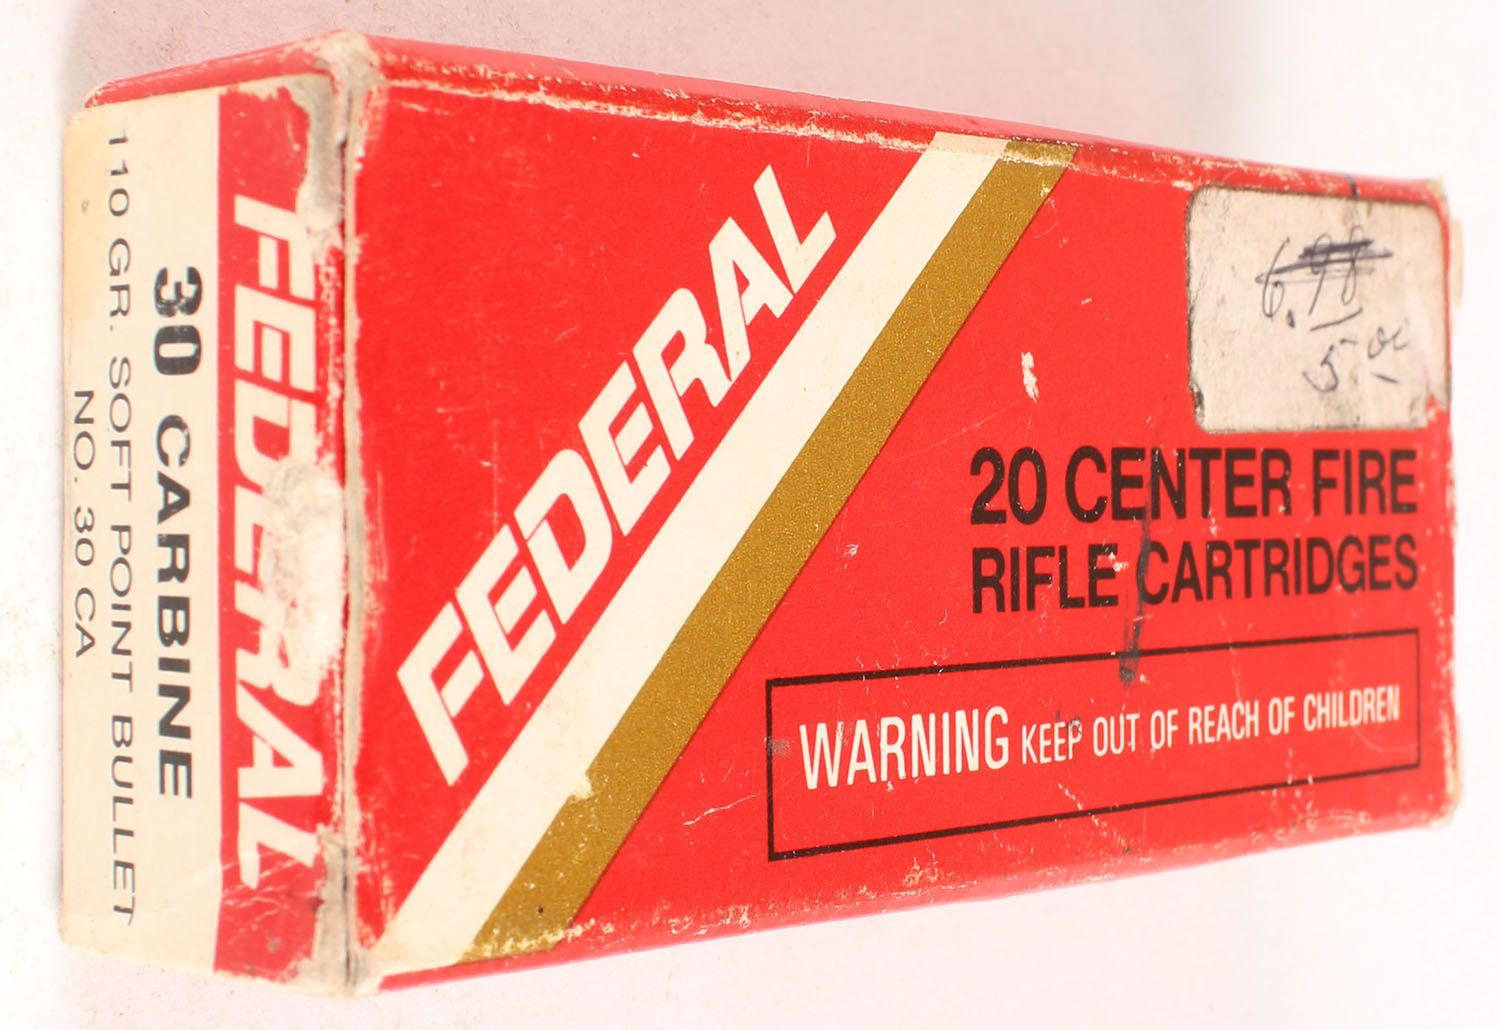 FEDERAL
30 CARBINE
110 GR. SOFT POINT BULLET
NO. 30 CA
FEDERAL
6.98
5.00
20 CENTER FIRE
RIFLE CARTRIDGES
WARNING KEEP OUT OF REACH OF CHILDREN